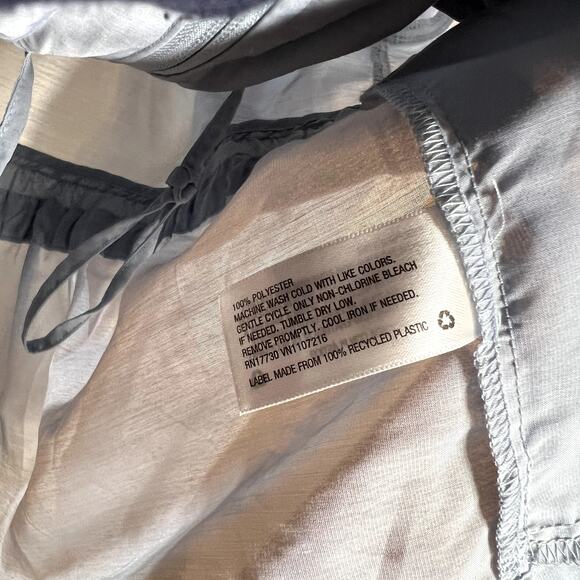 100% POLYESTER
MACHINE WASH COLD WITH LIKE COLORS.
GENTLE CYCLE. ONLY NON-CHLORINE BLEACH
IF NEEDED. TUMBLE DRY LOW.
REMOVE PROMPTLY. COOL IRON IF NEEDED.
RN17730 VN1107216
LABEL MADE FROM 100% RECYCLED PLASTIC